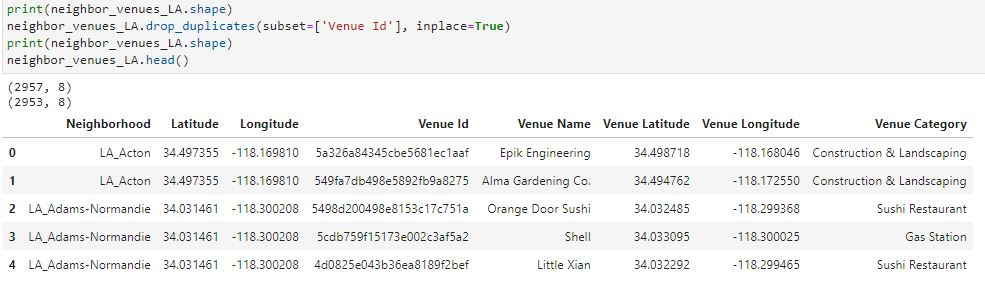 print(neighbor_venues_LA.shape)
neighbor_venues_LA.drop_duplicates(subset=['Venue Id'], inplace=True)
print(neighbor_venues_LA.shape)
neighbor_venues_LA.head()
(2957, 8)
(2953, 8)
Neighborhood Latitude Longitude Venue Id Venue Name Venue Latitude Venue Longitude Venue Category
0 LA_Acton 34.497355 -118.169810 5a326a84345cbe5681ec1aaf Epik Engineering 34.498718 -118.168046 Construction & Landscaping
1 LA_Acton 34.497355 -118.169810 549fa7db498e5892fb9a8275 Alma Gardening Co. 34.494762 -118.172550 Construction & Landscaping
2 LA_Adams-Normandie 34.031461 -118.300208 5498d200498e8153c17c751a Orange Door Sushi 34.032485 -118.299368 Sushi Restaurant
3 LA_Adams-Normandie 34.031461 -118.300208 5cdb759f15173e002c3af5a2 Shell 34.033095 -118.300025 Gas Station
4 LA_Adams-Normandie 34.031461 -118.300208 4d0825e043b36ea8189f2bef Little Xian 34.032292 -118.299465 Sushi Restaurant